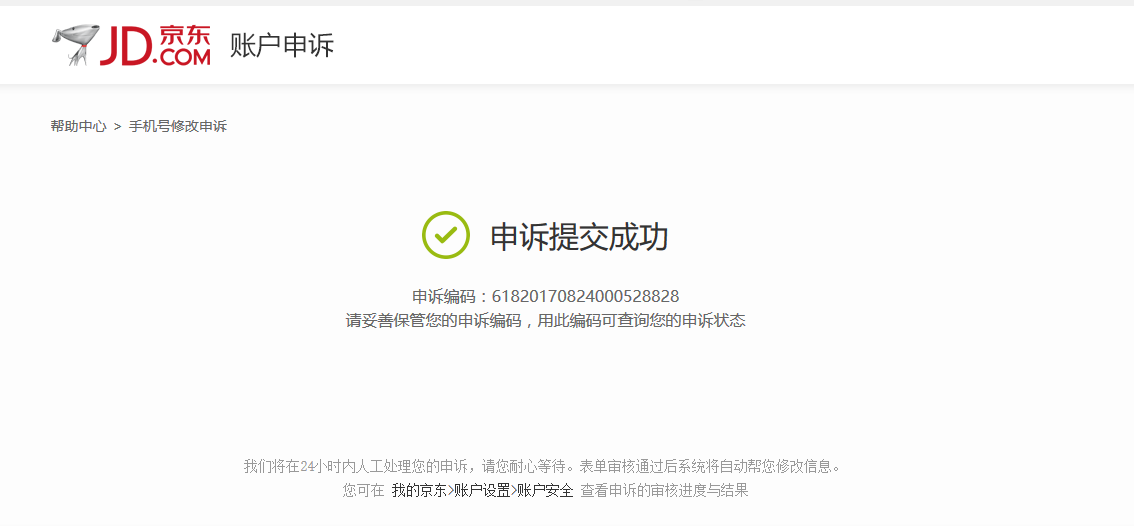 JD.COM 京东 账户申诉
帮助中心 > 手机号修改申诉
申诉提交成功
申诉编码：61820170824000528828
请妥善保管您的申诉编码，用此编码可查询您的申诉状态
我们将在24小时内人工处理您的申诉，请您耐心等待。表单审核通过后系统将自动帮您修改信息。
您可在 我的京东>账户设置>账户安全 查看申诉的审核进度与结果